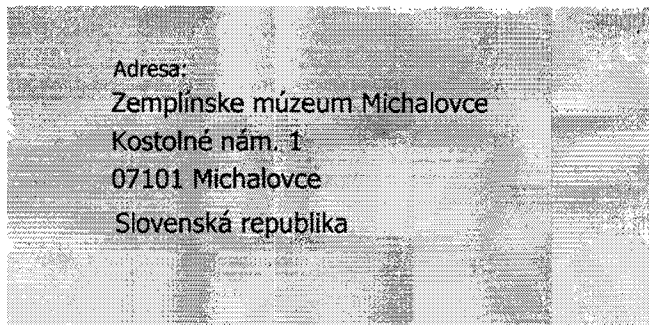 Adresa:
Zemplínske múzeum Michalovce
Kostolné nám. 1
07101 Michalovce
Slovenská republika